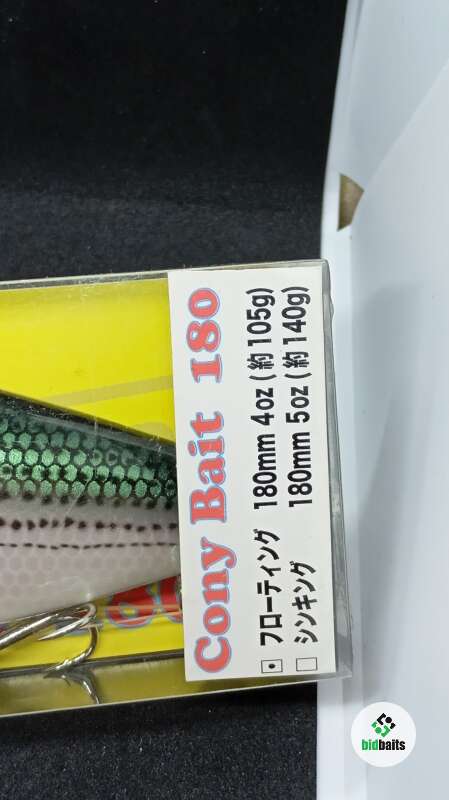 Cony Bait 180
フローティング 180mm 4oz (約105g)
シンキング 180mm 5oz (約140g)
bidbaits